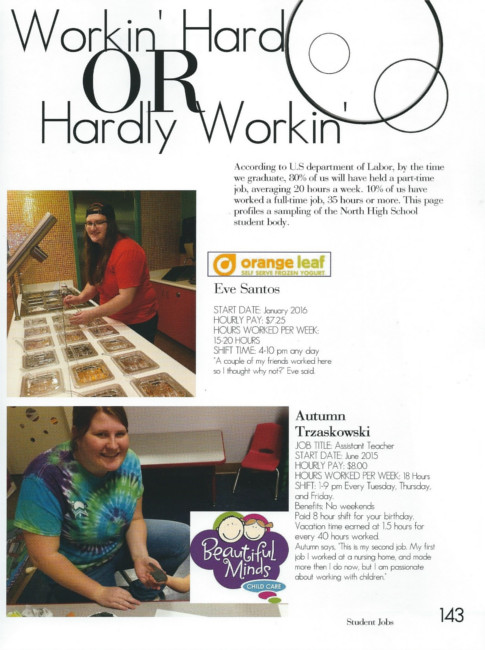 Workin' Hard
OR
Hardly Workin'
According to U.S department of Labor, by the time
we graduate, 80% of us will have held a part-time
job, averaging 20 hours a week. 10% of us have
worked a full-time job, 35 hours or more. This page
profiles a sampling of the North High School
student body.
orange leaf
SELF SERVE FROZEN YOGURT
Eve Santos
START DATE: January 2016
HOURLY PAY: $7.25
HOURS WORKED PER WEEK:
15-20 HOURS
SHIFT TIME: 4-10 pm any day
"A couple of my friends worked here
so I thought why not?" Eve said.
Autumn
Trzaskowski
JOB TITLE: Assistant Teacher
START DATE: June 2015
HOURLY PAY: $8.00
HOURS WORKED PER WEEK: 18 Hours
SHIFT: 1-9 pm Every Tuesday, Thursday,
and Friday.
Benefits: No weekends
Paid 8 hour shift for your birthday,
Vacation time earned at 1.5 hours for
every 40 hours worked.
Autumn says, "This is my second job. My first
job I worked at a nursing home, and made
more then I do now, but I am passionate
about working with children."
Beautiful
Minds
CHILD CARE
Student Jobs
143